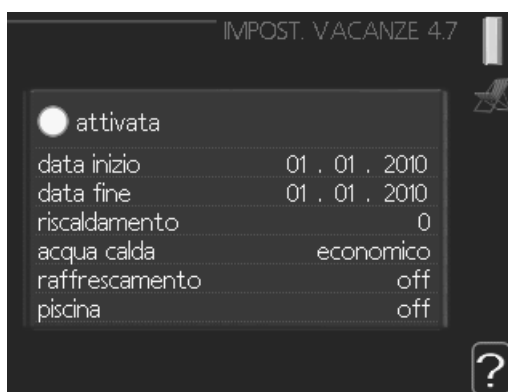 IMPOST. VACANZE 4.7
attivata
data inizio 01 . 01 . 2010
data fine 01 . 01 . 2010
riscaldamento 0
acqua calda economico
raffrescamento off
piscina off
?